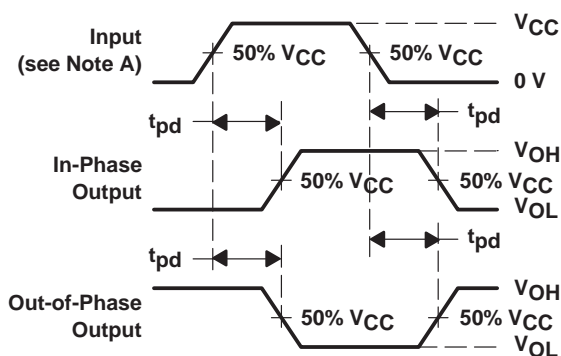 VCC
Input
(see Note A)
50% VCC
50% VCC
0 V
tpd
tpd
In-Phase
Output
50% VCC
VOH
50%
VCC
VOL
tpd
tpd
Out-of-Phase
Output
50% VCC
VOH
50%
VCC
VOL